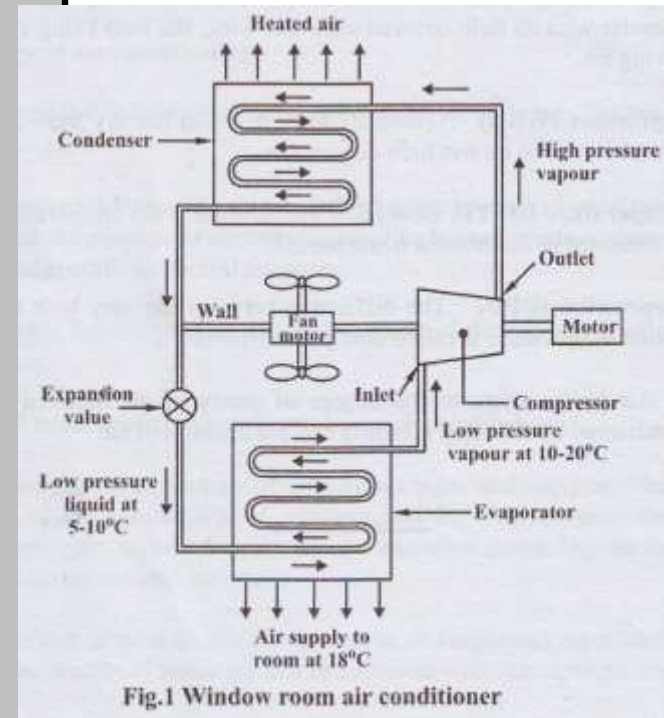 Heated air
Condenser
High pressure
vapour
Outlet
Wall
Fan
motor
Motor
Inlet
Compressor
Expansion
value
Low pressure
vapour at 10-20°C
Low pressure
liquid at
5-10°C
Evaporator
Air supply to
room at 18°C
Fig.1 Window room air conditioner